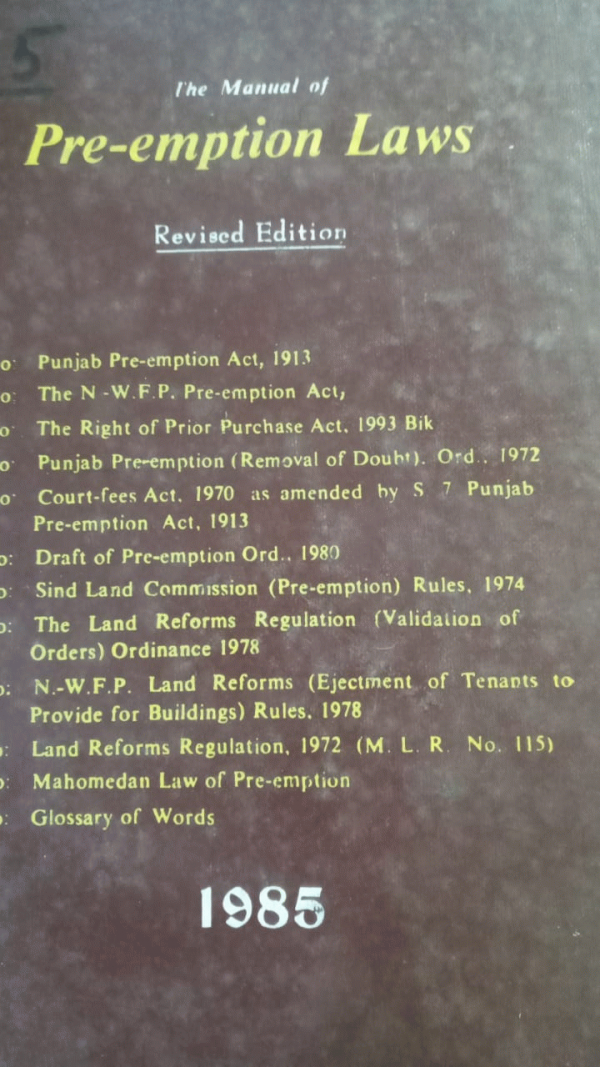 5
The Manual of
Pre-emption Laws
Revised Edition
o: Punjab Pre-emption Act, 1913
o: The N-W.F.P. Pre-emption Act,
o: The Right of Prior Purchase Act, 1993 Bik
o: Punjab Pre-emption (Removal of Doubt). Ord., 1972
o: Court-fees Act, 1970 as amended by S 7 Punjab
Pre-emption Act, 1913
o: Draft of Pre-emption Ord., 1980
o: Sind Land Commission (Pre-emption) Rules, 1974
o: The Land Reforms Regulation (Validation of
Orders) Ordinance 1978
o: N.-W.F.P. Land Reforms (Ejectment of Tenants to
Provide for Buildings) Rules, 1978
o: Land Reforms Regulation, 1972 (M. L. R. No. 115)
o: Mahomedan Law of Pre-emption
o: Glossary of Words
1985